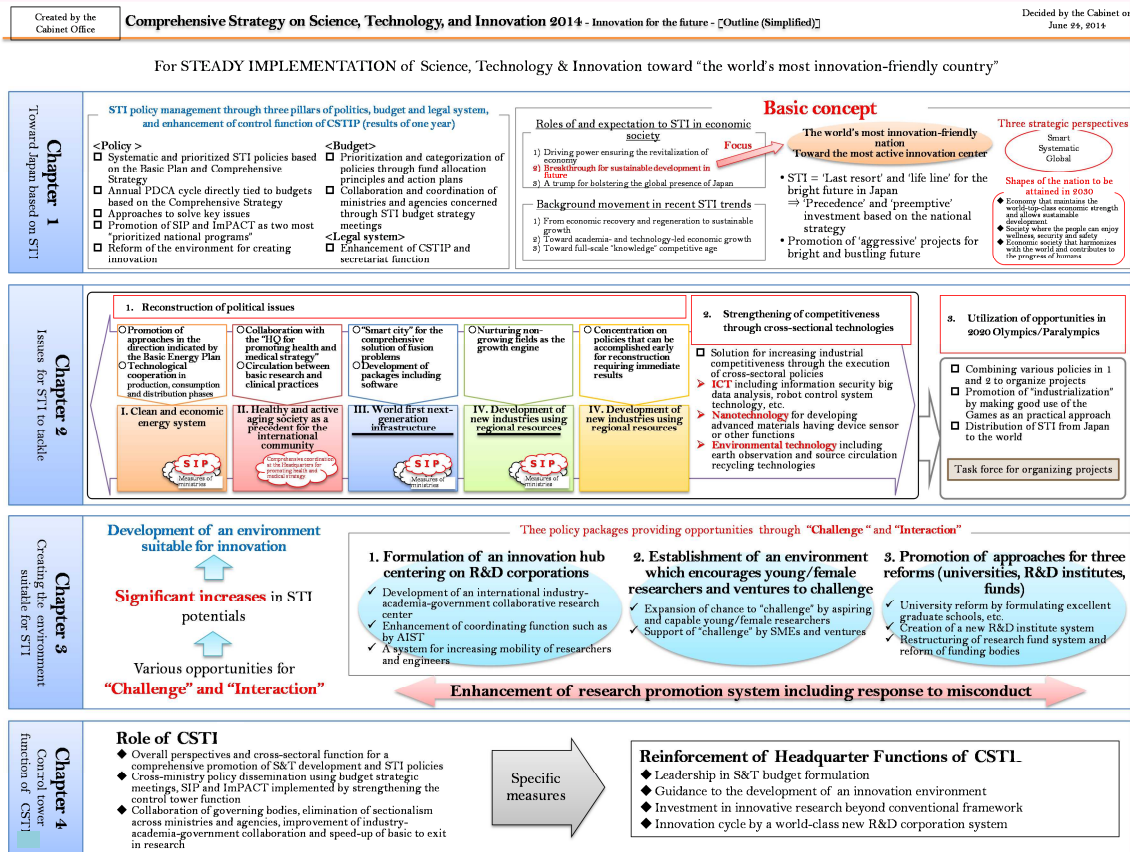 Created by the
Cabinet Office
Comprehensive Strategy on Science, Technology, and Innovation 2014 - Innovation for the future - [Outline (Simplified)]
Decided by the Cabinet on
June 24, 2014
For STEADY IMPLEMENTATION of Science, Technology & Innovation toward “the world’s most innovation-friendly country”
Chapter 1
Toward Japan based on STI
STI policy management through three pillars of politics, budget and legal system,
and enhancement of control function of CSTIP (results of one year)
<Policy >
❑ Systematic and prioritized STI policies based
on the Basic Plan and Comprehensive
Strategy
❑ Annual PDCA cycle directly tied to budgets
based on the Comprehensive Strategy
❑ Approaches to solve key issues
❑ Promotion of SIP and ImPACT as two most
"prioritized national programs"
❑ Reform of the environment for creating
innovation
<Budget>
❑ Prioritization and categorization of
policies through fund allocation
principles and action plans
❑ Collaboration and coordination of
ministries and agencies concerned
through STI budget strategy
meetings
<Legal system>
❑ Enhancement of CSTIP and
secretariat function
Basic concept
Roles of and expectation to STI in economic
society
1) Driving power ensuring the revitalization of
economy
2) Breakthrough for sustainable development in
future
3) A trump for bolstering the global presence of Japan
Focus
Background movement in recent STI trends
1) From economic recovery and regeneration to sustainable
growth
2) Toward academia- and technology-led economic growth
3) Toward full-scale “knowledge” competitive age
The world's most innovation-friendly
nation
Toward the most active innovation center
• STI = ‘Last resort’ and ‘life line’ for the
bright future in Japan
⇒ ‘Precedence’ and ‘preemptive’
investment based on the national
strategy
• Promotion of ‘aggressive’ projects for
bright and bustling future
Three strategic perspectives
Smart
Systematic
Global
Shapes of the nation to be
attained in 2030
◆ Economy that maintains the
world-top-class economic strength
and allows sustainable
development
◆ Society where the people can enjoy
wellness, security and safety
◆ Economic society that harmonizes
with the world and contributes to
the progress of humans
Chapter 2
Issues for STI to tackle
1. Reconstruction of political issues
○Promotion of
approaches in the
direction indicated by
the Basic Energy Plan
○Technological
cooperation in
production, consumption
and distribution phases
I. Clean and economic
energy system
SIP
Measures of
ministries
○Collaboration with
the “HQ for
promoting health and
medical strategy”
○Circulation between
basic research and
clinical practices
II. Healthy and active
aging society as a
precedent for the
international
community
Comprehensive coordination
at the Headquarters for
promoting health and
medical strategy.
○“Smart city” for the
comprehensive
solution of fusion
problems
○Development of
packages including
software
III. World first next-
generation
infrastructure
SIP
Measures of
ministries
○Nurturing non-
growing fields as the
growth engine
IV. Development of
new industries using
regional resources
SIP
Measures of
ministries
○Concentration on
policies that can be
accomplished early
for reconstruction
requiring immediate
results
IV. Development of
new industries using
regional resources
2. Strengthening of competitiveness
through cross-sectional technologies
❑ Solution for increasing industrial
competitiveness through the execution
of cross-sectoral policies
➢ ICT including information security big
data analysis, robot control system
technology, etc.
➢ Nanotechnology for developing
advanced materials having device sensor
or other functions
➢ Environmental technology including
earth observation and source circulation
recycling technologies
3. Utilization of opportunities in
2020 Olympics/Paralympics
❑ Combining various policies in 1
and 2 to organize projects
❑ Promotion of “industrialization”
by making good use of the
Games as an practical approach
❑ Distribution of STI from Japan
to the world
Task force for organizing projects
Chapter 3
Creating the environment
suitable for STI
Development of an environment
suitable for innovation
Significant increases in STI
potentials
Various opportunities for
“Challenge” and “Interaction”
Thee policy packages providing opportunities through “Challenge “ and “Interaction”
1. Formulation of an innovation hub
centering on R&D corporations
✓ Development of an international industry-
academia-government collaborative research
center
✓ Enhancement of coordinating function such as
by AIST
✓ A system for increasing mobility of researchers
and engineers
2. Establishment of an environment
which encourages young/female
researchers and ventures to challenge
✓ Expansion of chance to “challenge” by aspiring
and capable young/female researchers
✓ Support of “challenge” by SMEs and ventures
3. Promotion of approaches for three
reforms (universities, R&D institutes,
funds)
✓ University reform by formulating excellent
graduate schools, etc.
✓ Creation of a new R&D institute system
✓ Restructuring of research fund system and
reform of funding bodies
Enhancement of research promotion system including response to misconduct
Chapter 4
Control tower
function of CSTI
Role of CSTI
◆ Overall perspectives and cross-sectoral function for a
comprehensive promotion of S&T development and STI policies
◆ Cross-ministry policy dissemination using budget strategic
meetings, SIP and ImPACT implemented by strengthening the
control tower function
◆ Collaboration of governing bodies, elimination of sectionalism
across ministries and agencies, improvement of industry-
academia-government collaboration and speed-up of basic to exit
in research
Specific
measures
Reinforcement of Headquarter Functions of CSTI
◆ Leadership in S&T budget formulation
◆ Guidance to the development of an innovation environment
◆ Investment in innovative research beyond conventional framework
◆ Innovation cycle by a world-class new R&D corporation system